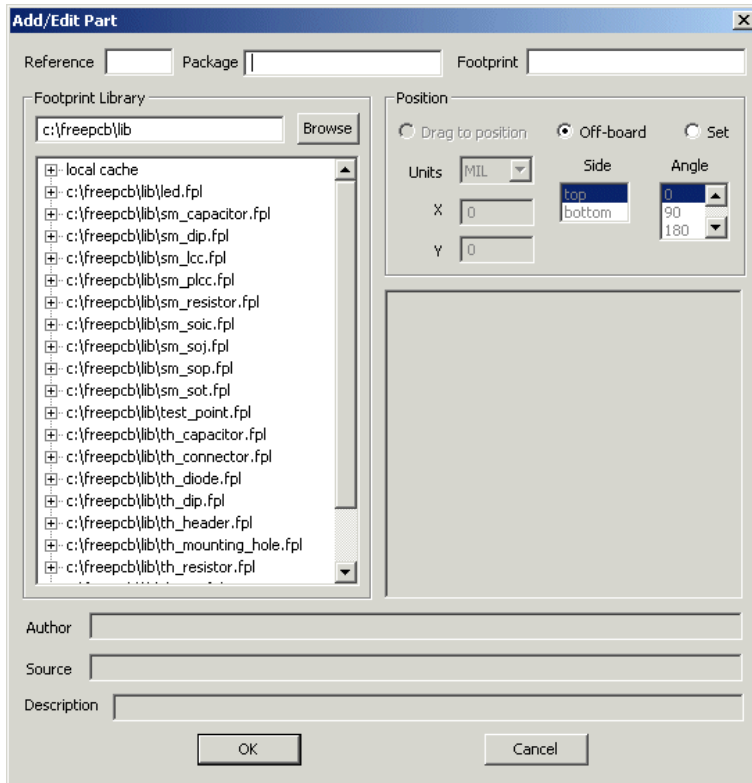 Add/Edit Part
Reference Package Footprint
Footprint Library
c:\freepcb\lib Browse
local cache
c:\freepcb\lib\led.fpl
c:\freepcb\lib\sm_capacitor.fpl
c:\freepcb\lib\sm_dip.fpl
c:\freepcb\lib\sm_lcc.fpl
c:\freepcb\lib\sm_plcc.fpl
c:\freepcb\lib\sm_resistor.fpl
c:\freepcb\lib\sm_soic.fpl
c:\freepcb\lib\sm_soj.fpl
c:\freepcb\lib\sm_sop.fpl
c:\freepcb\lib\sm_sot.fpl
c:\freepcb\lib\test_point.fpl
c:\freepcb\lib\th_capacitor.fpl
c:\freepcb\lib\th_connector.fpl
c:\freepcb\lib\th_diode.fpl
c:\freepcb\lib\th_dip.fpl
c:\freepcb\lib\th_header.fpl
c:\freepcb\lib\th_mounting_hole.fpl
c:\freepcb\lib\th_resistor.fpl
Position
Drag to position Off-board Set
Units MIL Side Angle
X 0 top 0
bottom 90
Y 0 180
Author
Source
Description
OK Cancel